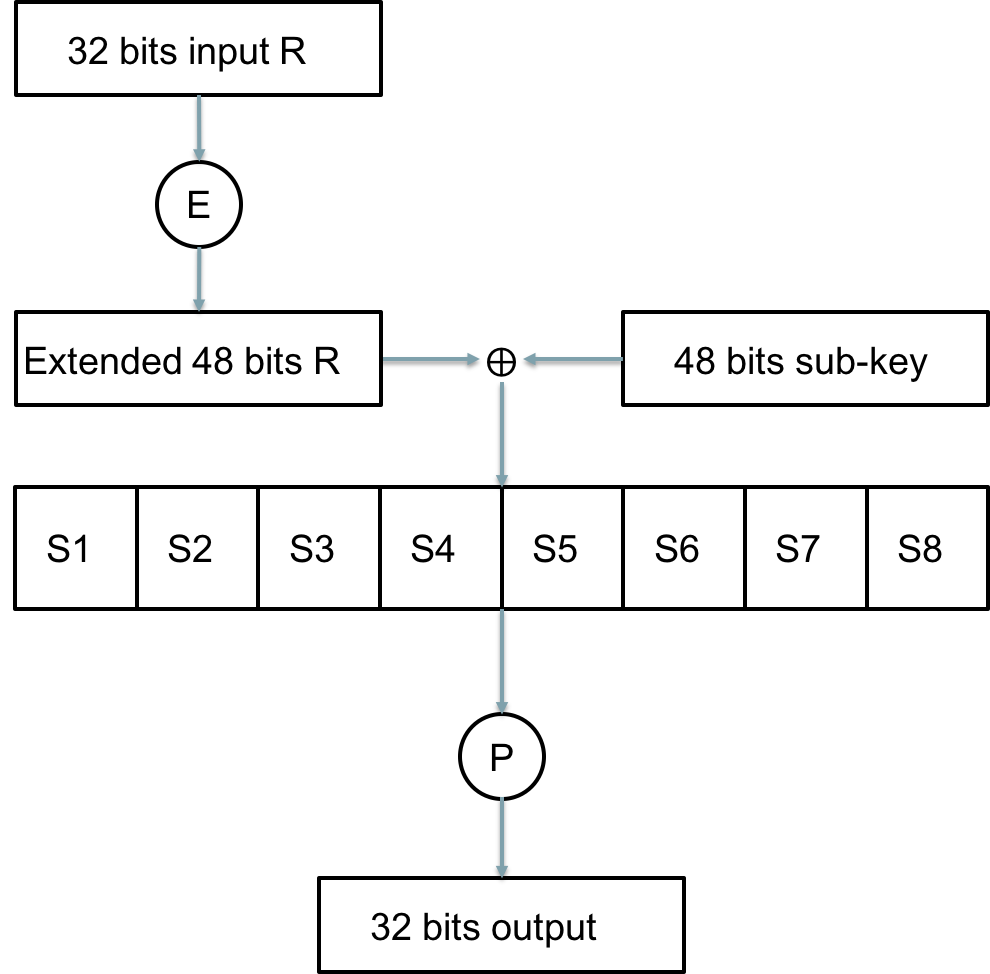 32 bits input R
E
Extended 48 bits R
⊕
48 bits sub-key
S1 S2 S3 S4 S5 S6 S7 S8
P
32 bits output